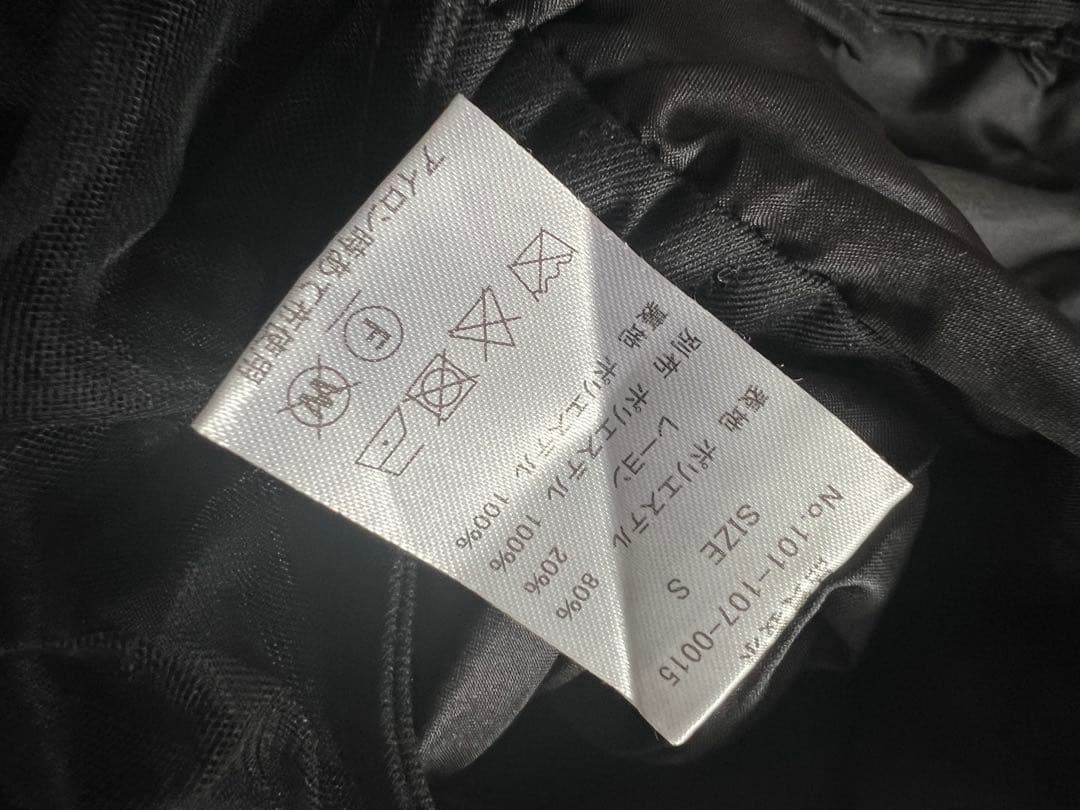 No.101-107-0015
SIZE S
表地 ポリエステル 80%
レーヨン 20%
別布 ポリエステル 100%
裏地 ポリエステル 100%
F
W
アイロン時あて布使用